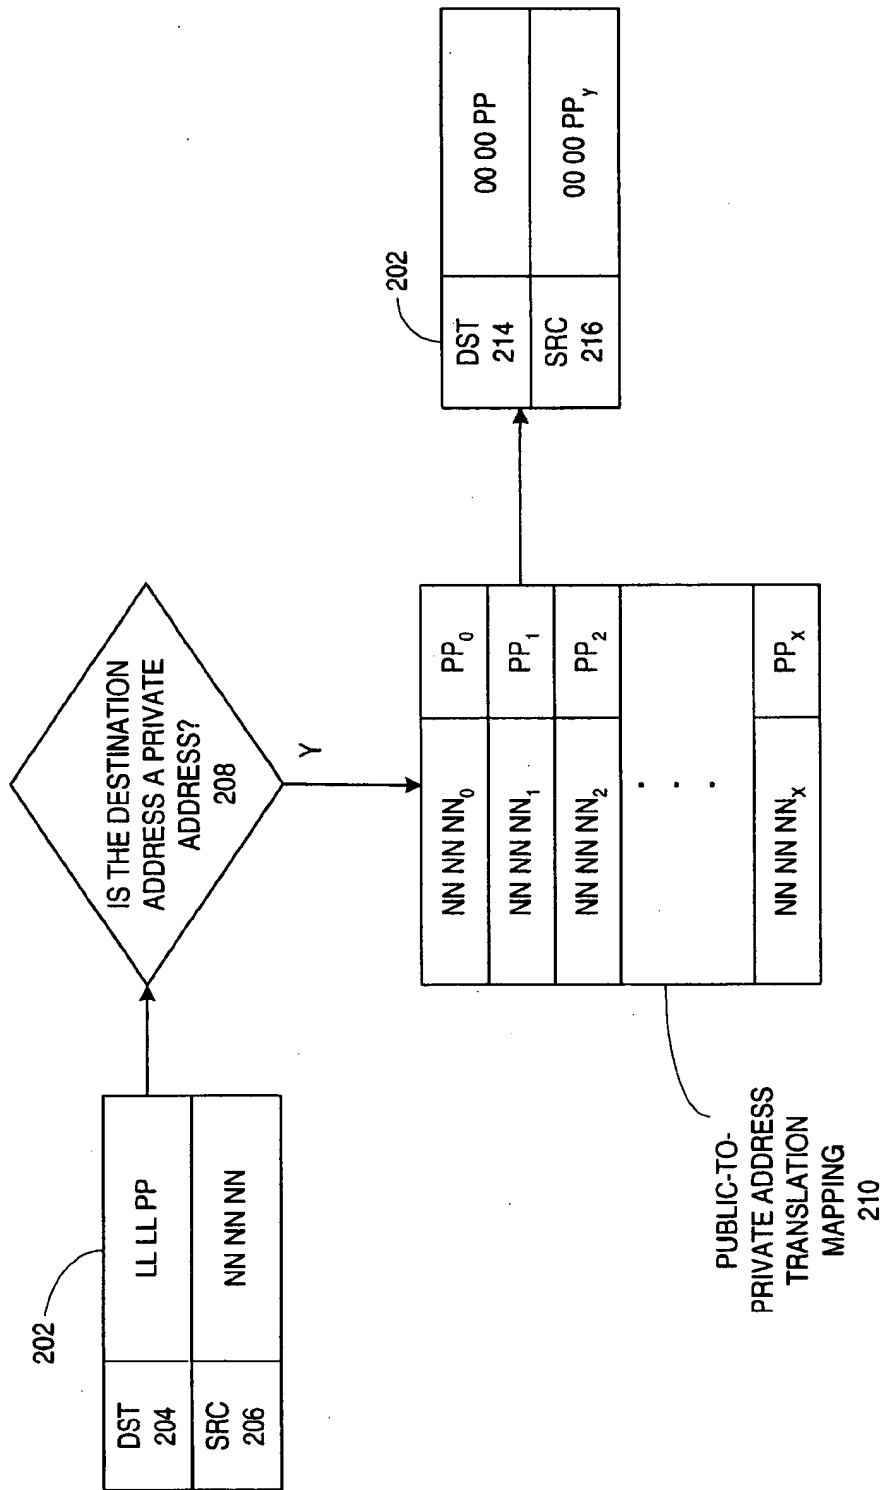 202
DST
204
LL LL PP
SRC
206
NN NN NN
IS THE DESTINATION
ADDRESS A PRIVATE
ADDRESS?
208
Y
NN NN NN₀
PP₀
NN NN NN₁
PP₁
NN NN NN₂
PP₂
. . .
NN NN NNₓ
PPₓ
PUBLIC-TO-
PRIVATE ADDRESS
TRANSLATION
MAPPING
210
202
DST
214
00 00 PP
SRC
216
00 00 PPy